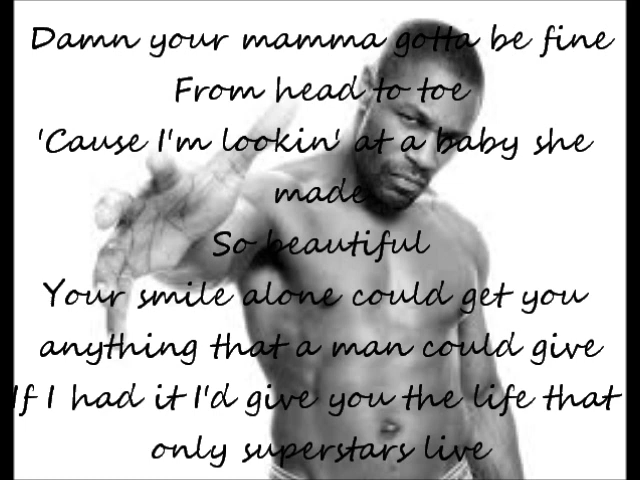 Damn your mamma gotta be fine
From head to toe
'Cause I'm lookin' at a baby she
made
So beautiful
Your smile alone could get you
anything that a man could give
If I had it I'd give you the life that
only superstars live